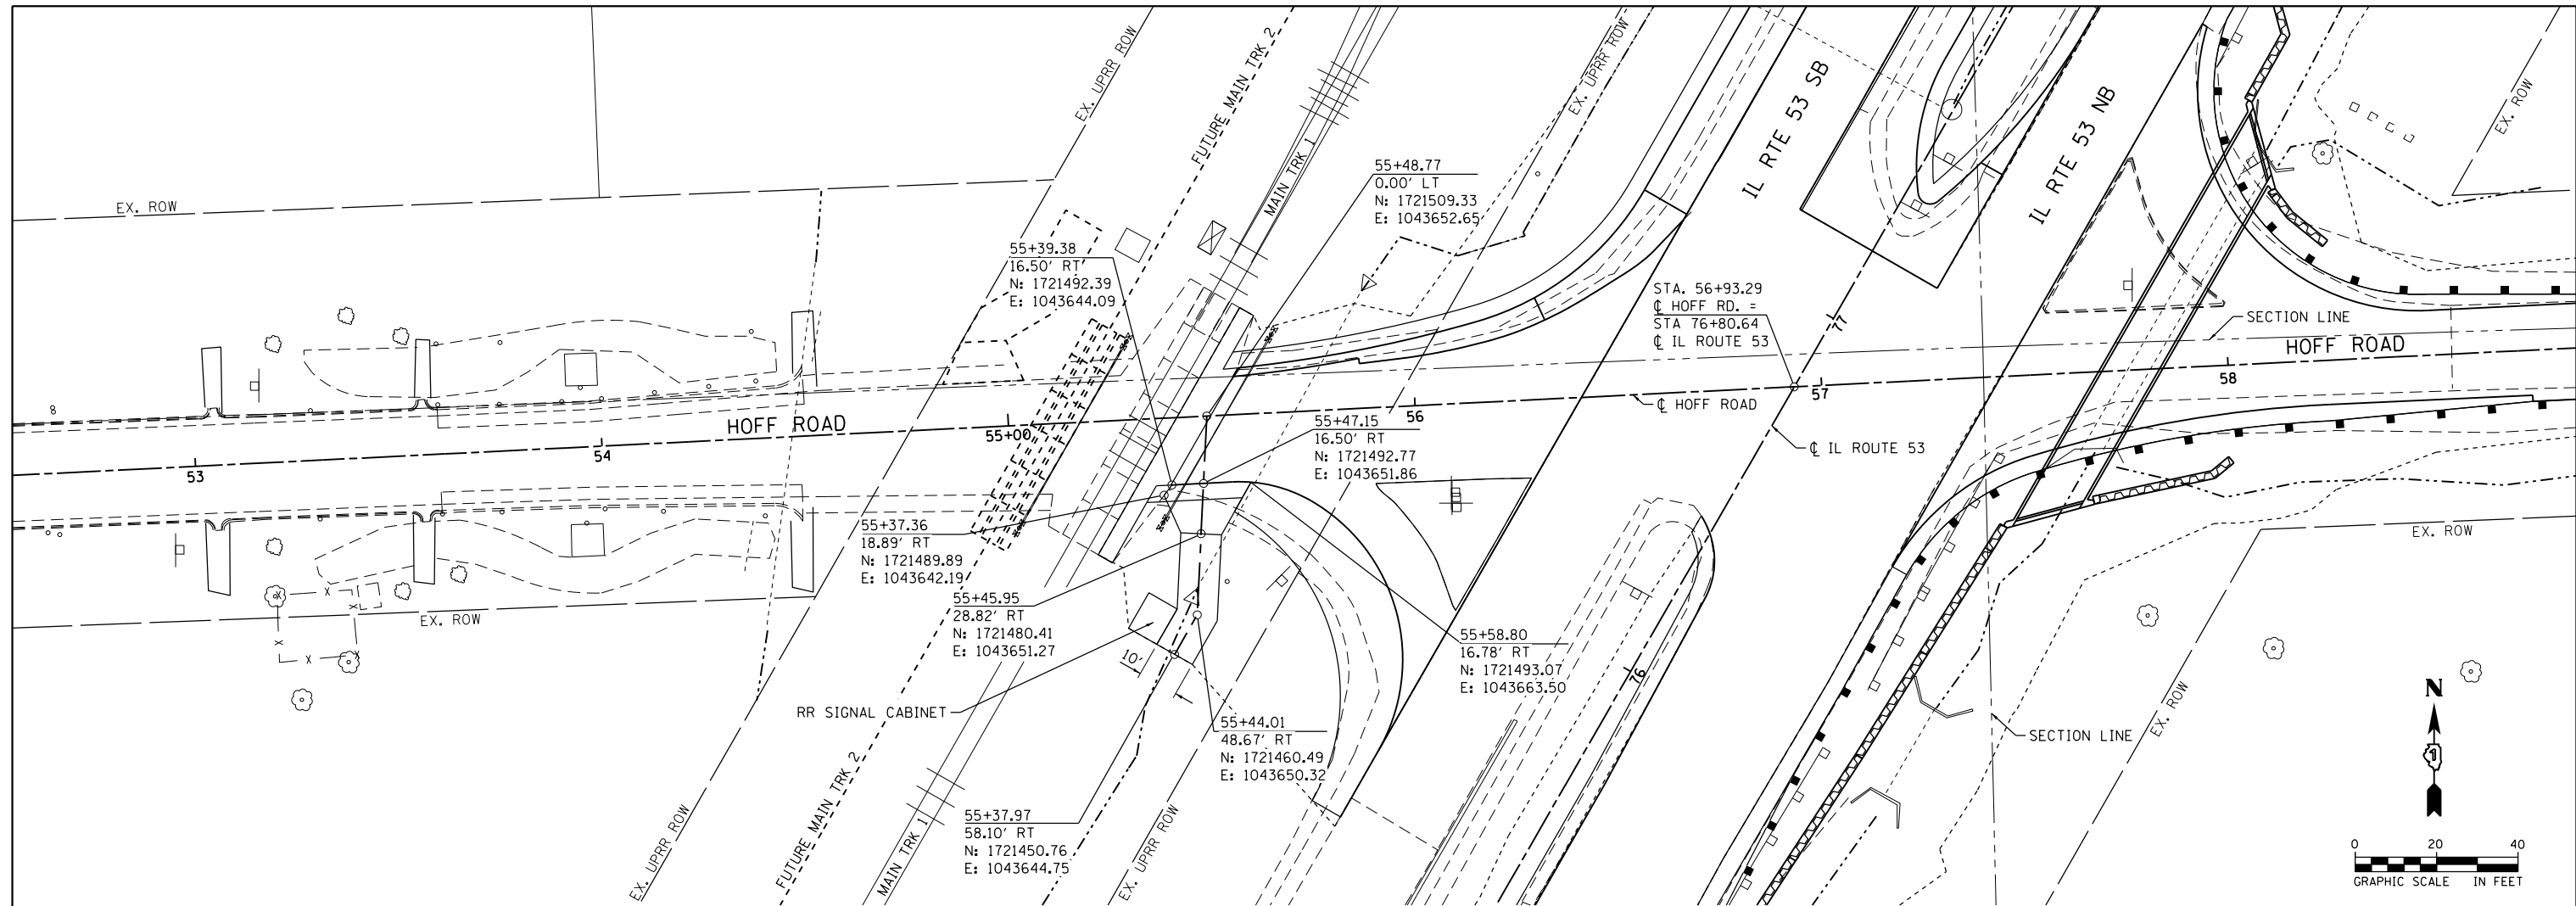 EX. UPRR ROW
FUTURE MAIN TRK 2
MAIN TRK 1
EX. UPRR ROW
IL RTE 53 SB
IL RTE 53 NB
EX. ROW
EX. ROW
55+48.77
0.00' LT
N: 1721509.33
E: 1043652.65
55+39.38
16.50' RT
N: 1721492.39
E: 1043644.09
STA. 56+93.29
℄ HOFF RD. =
STA 76+80.64
℄ IL ROUTE 53
77
SECTION LINE
HOFF ROAD
58
57
56
℄ HOFF ROAD
HOFF ROAD
55+00
54
53
℄ IL ROUTE 53
55+47.15
16.50' RT
N: 1721492.77
E: 1043651.86
55+37.36
18.89' RT
N: 1721489.89
E: 1043642.19
EX. ROW
55+45.95
28.82' RT
N: 1721480.41
E: 1043651.27
X
X
X
X
X
EX. ROW
55+58.80
16.78' RT
N: 1721493.07
E: 1043663.50
10'
76
RR SIGNAL CABINET
55+44.01
48.67' RT
N: 1721460.49
E: 1043650.32
SECTION LINE
EX. ROW
N
55+37.97
58.10' RT
N: 1721450.76
E: 1043644.75
EX. UPRR ROW
FUTURE MAIN TRK 2
MAIN TRK 1
EX. UPRR ROW
0 20 40
GRAPHIC SCALE IN FEET